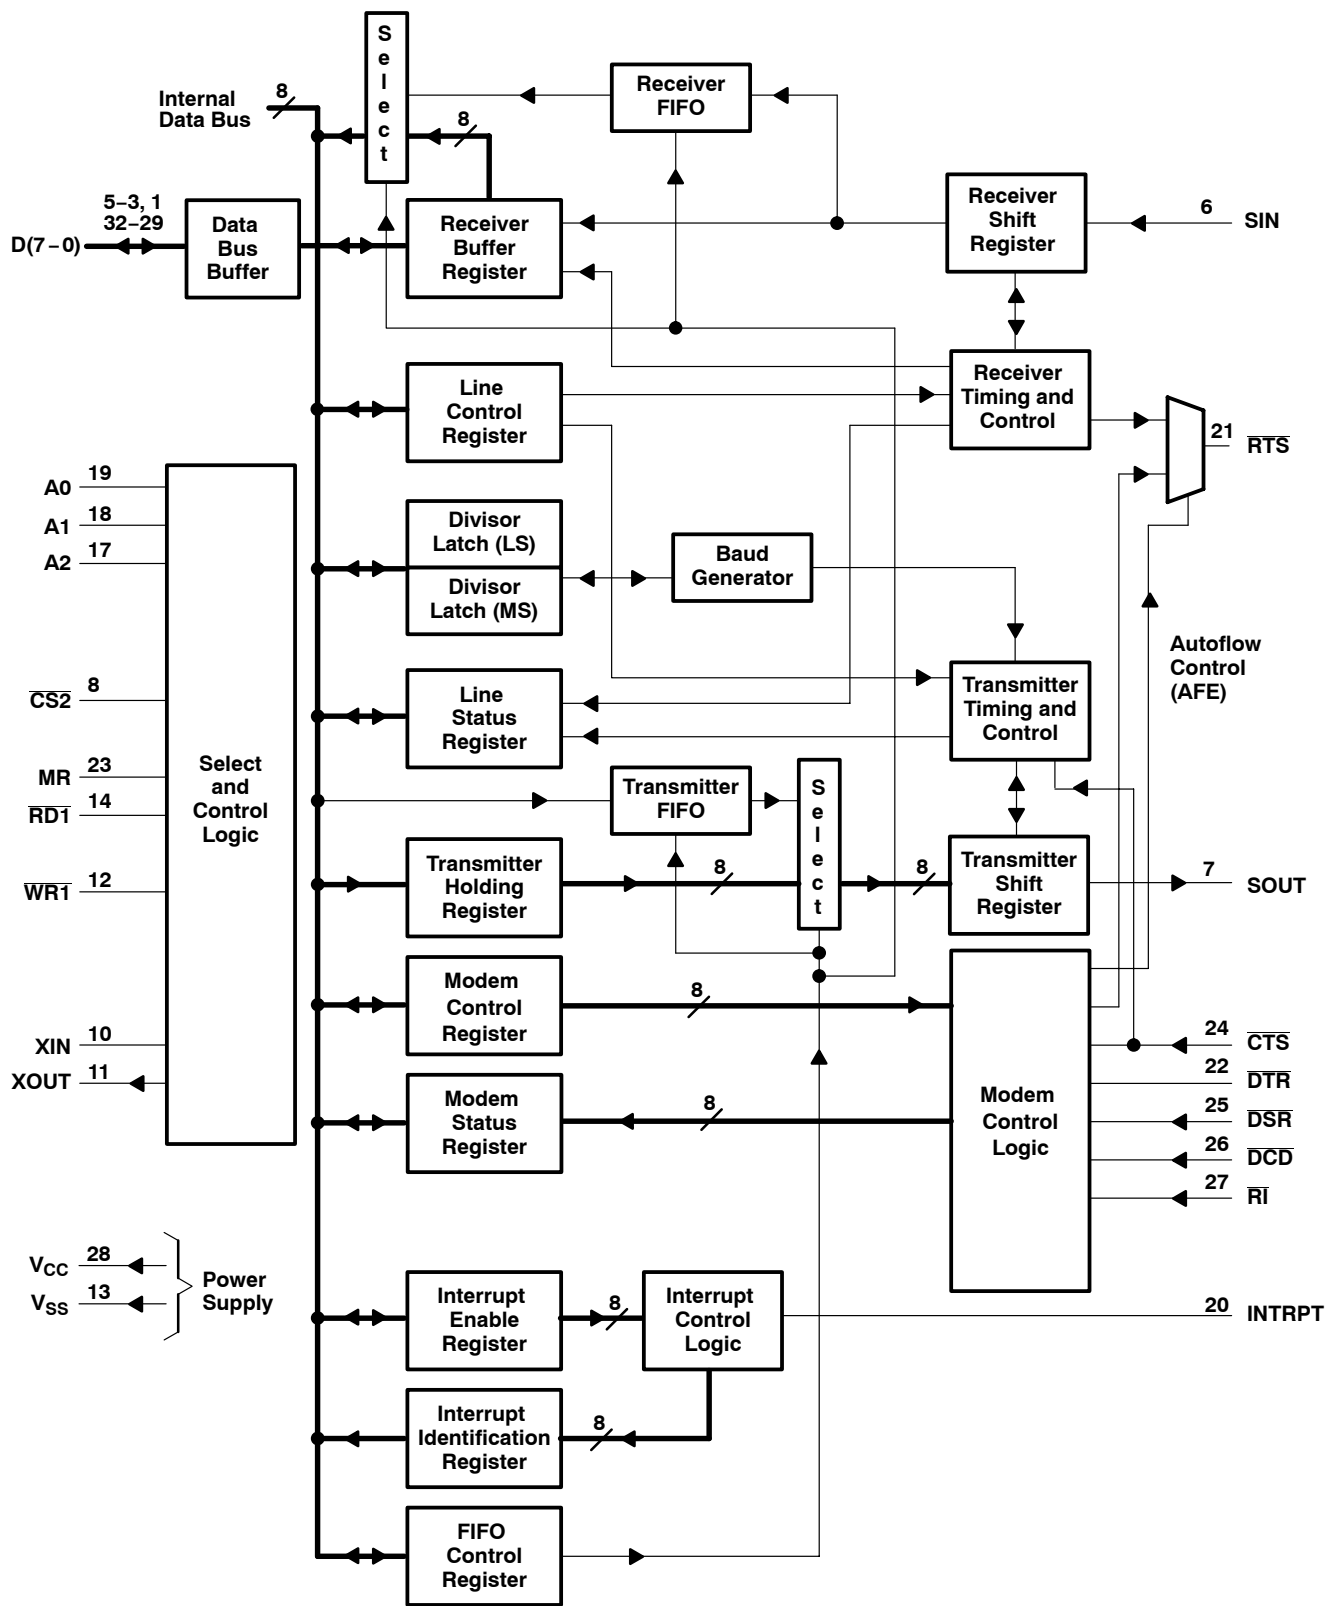 S
e
l
e
c
t
8
Internal
Data Bus
8
Receiver
FIFO
5−3, 1
32−29
D(7−0)
Data
Bus
Buffer
Receiver
Buffer
Register
Receiver
Shift
Register
6
SIN
Line
Control
Register
Receiver
Timing and
Control
21
RTS
19
A0
18
A1
17
A2
Divisor
Latch (LS)
Divisor
Latch (MS)
Baud
Generator
Autoflow
Control
(AFE)
8
CS2
Line
Status
Register
Transmitter
Timing and
Control
Select
and
Control
Logic
23
MR
14
RD1
12
WR1
Transmitter
FIFO
S
e
l
e
c
t
Transmitter
Holding
Register
8
8
Transmitter
Shift
Register
7
SOUT
Modem
Control
Register
8
10
XIN
11
XOUT
Modem
Status
Register
8
Modem
Control
Logic
24
CTS
22
DTR
25
DSR
26
DCD
27
RI
28
VCC
13
VSS
Power
Supply
Interrupt
Enable
Register
8
Interrupt
Control
Logic
20
INTRPT
Interrupt
Identification
Register
8
FIFO
Control
Register